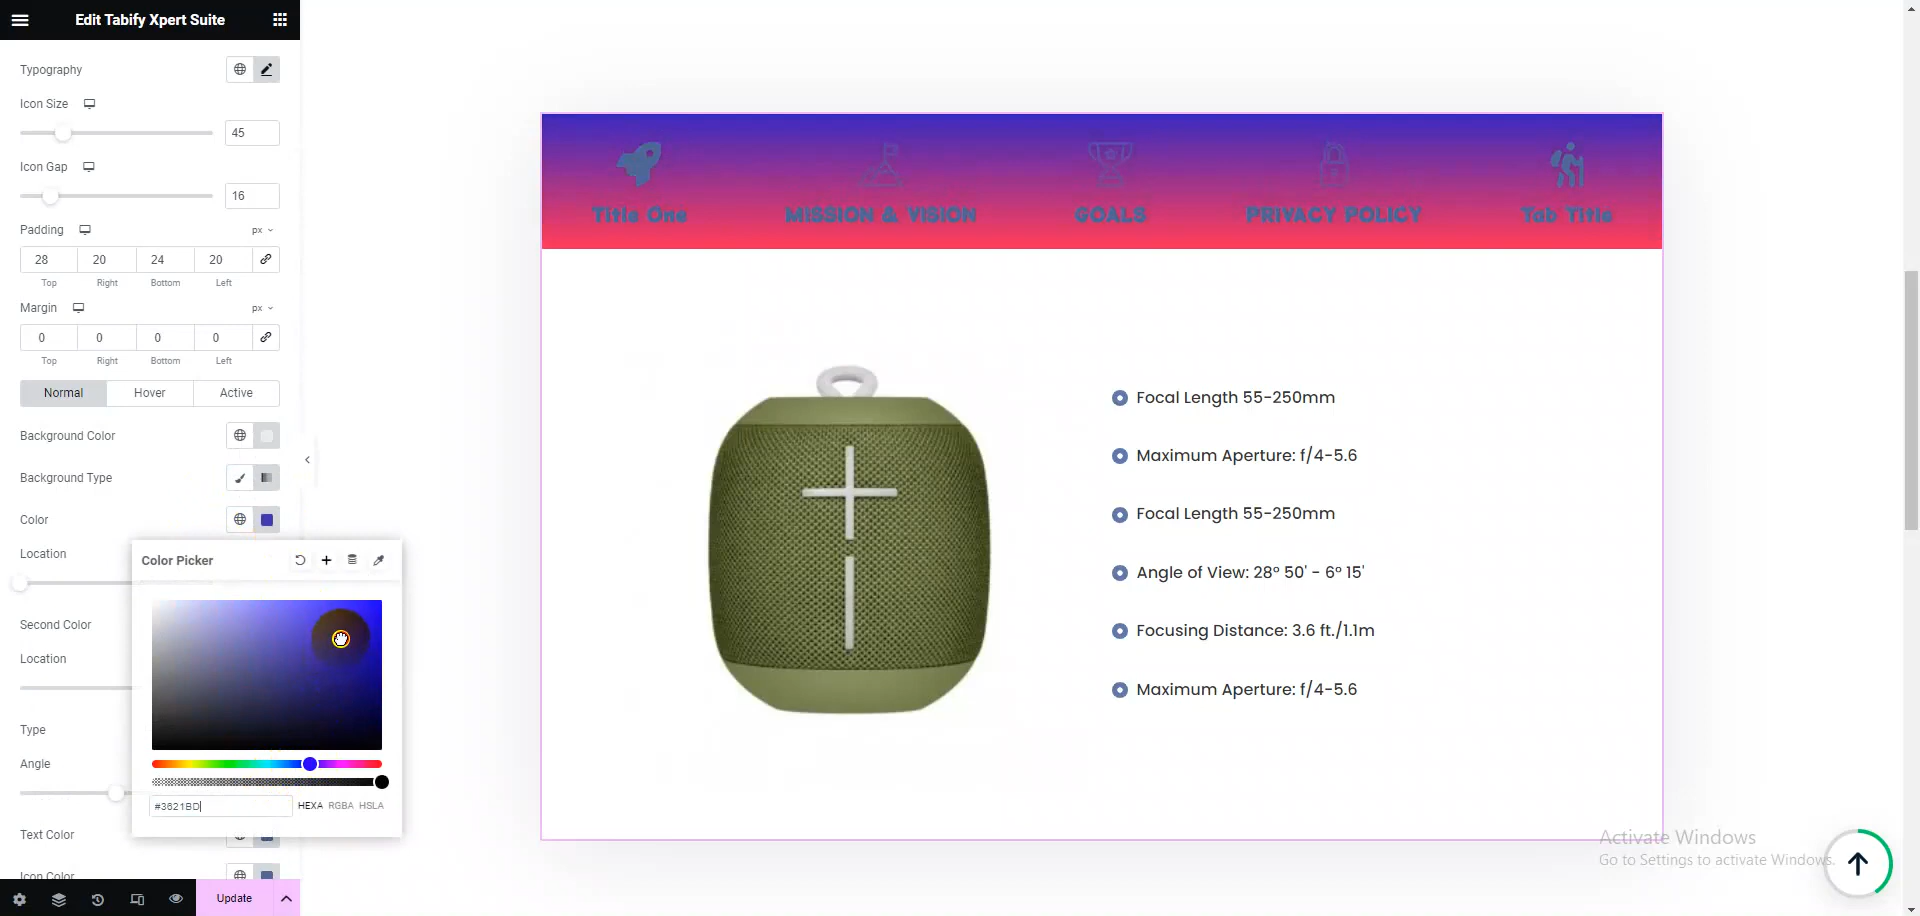 Edit Tabify Xpert Suite
Typography
Icon Size
45
Icon Gap
16
Padding
px
28 20 24 20
Top Right Bottom Left
Margin
px
0 0 0 0
Top Right Bottom Left
Normal Hover Active
Background Color
Background Type
Color
Location
Second Color
Location
Type
Angle
Text Color
Icon Color
Color Picker
#3621BD
HEXA RGBA HSLA
Update
Title One
MISSION & VISION
GOALS
PRIVACY POLICY
Tab Title
Focal Length 55-250mm
Maximum Aperture: f/4-5.6
Focal Length 55-250mm
Angle of View: 28° 50' - 6° 15'
Focusing Distance: 3.6 ft./1.1m
Maximum Aperture: f/4-5.6
Activate Windows
Go to Settings to activate Windows.